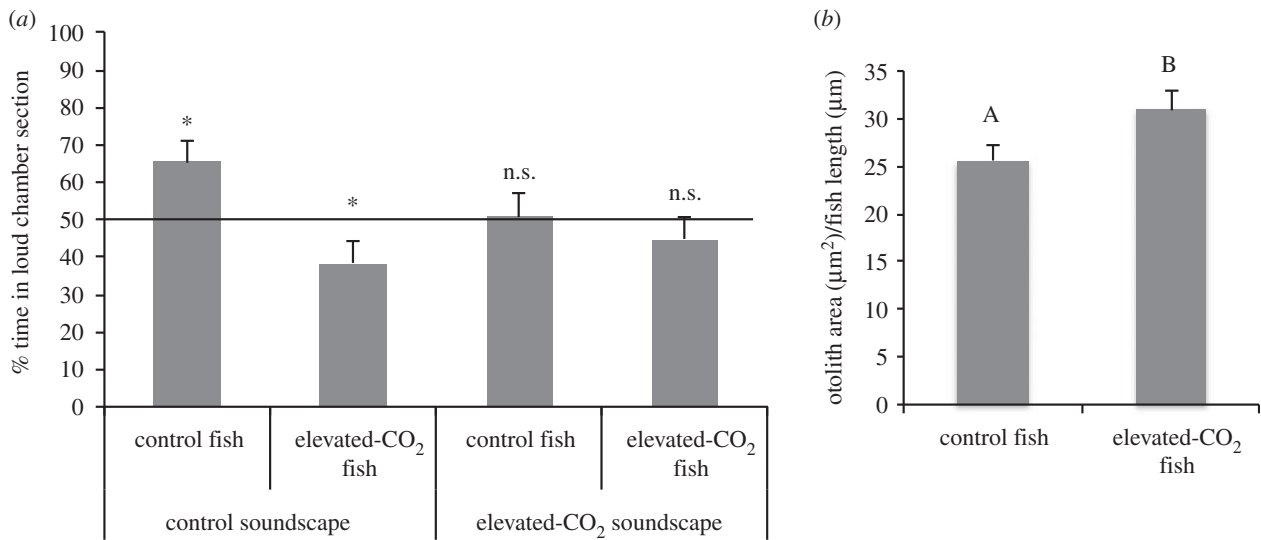 (a)
% time in loud chamber section
100
90
80
70
60
50
40
30
20
10
0
*
*
n.s.
n.s.
control fish
elevated-CO₂
fish
control fish
elevated-CO₂
fish
control soundscape
elevated-CO₂ soundscape
(b)
otolith area (μm²)/fish length (μm)
35
30
25
20
15
10
5
0
A
B
control fish
elevated-CO₂
fish